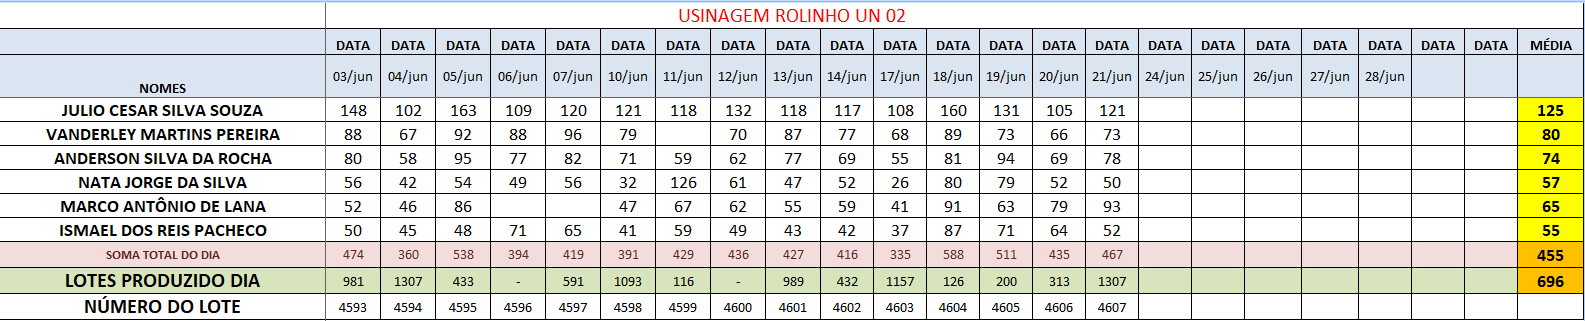 USINAGEM ROLINHO UN 02
DATA DATA DATA DATA DATA DATA DATA DATA DATA DATA DATA DATA DATA DATA DATA DATA DATA DATA DATA DATA DATA DATA MÉDIA
NOMES 03/jun 04/jun 05/jun 06/jun 07/jun 10/jun 11/jun 12/jun 13/jun 14/jun 17/jun 18/jun 19/jun 20/jun 21/jun 24/jun 25/jun 26/jun 27/jun 28/jun
JULIO CESAR SILVA SOUZA 148 102 163 109 120 121 118 132 118 117 108 160 131 105 121 125
VANDERLEY MARTINS PEREIRA 88 67 92 88 96 79 70 87 77 68 89 73 66 73 80
ANDERSON SILVA DA ROCHA 80 58 95 77 82 71 59 62 77 69 55 81 94 69 78 74
NATA JORGE DA SILVA 56 42 54 49 56 32 126 61 47 52 26 80 79 52 50 57
MARCO ANTÔNIO DE LANA 52 46 86 47 67 62 55 59 41 91 63 79 93 65
ISMAEL DOS REIS PACHECO 50 45 48 71 65 41 59 49 43 42 37 87 71 64 52 55
SOMA TOTAL DO DIA 474 360 538 394 419 391 429 436 427 416 335 588 511 435 467 455
LOTES PRODUZIDO DIA 981 1307 433 - 591 1093 116 - 989 432 1157 126 200 313 1307 696
NÚMERO DO LOTE 4593 4594 4595 4596 4597 4598 4599 4600 4601 4602 4603 4604 4605 4606 4607